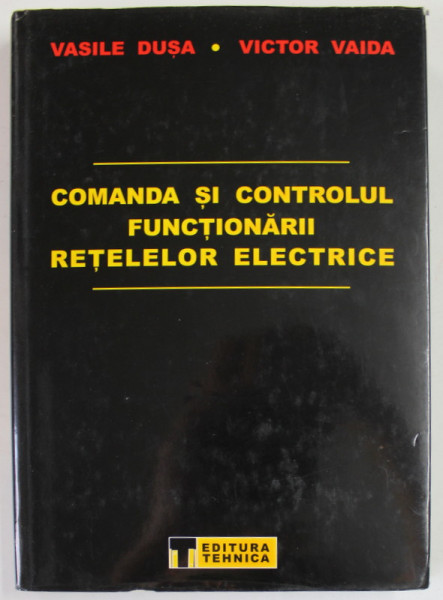 VASILE DUȘA • VICTOR VAIDA
COMANDA ȘI CONTROLUL
FUNCȚIONĂRII
REȚELELOR ELECTRICE
T EDITURA
TEHNICA